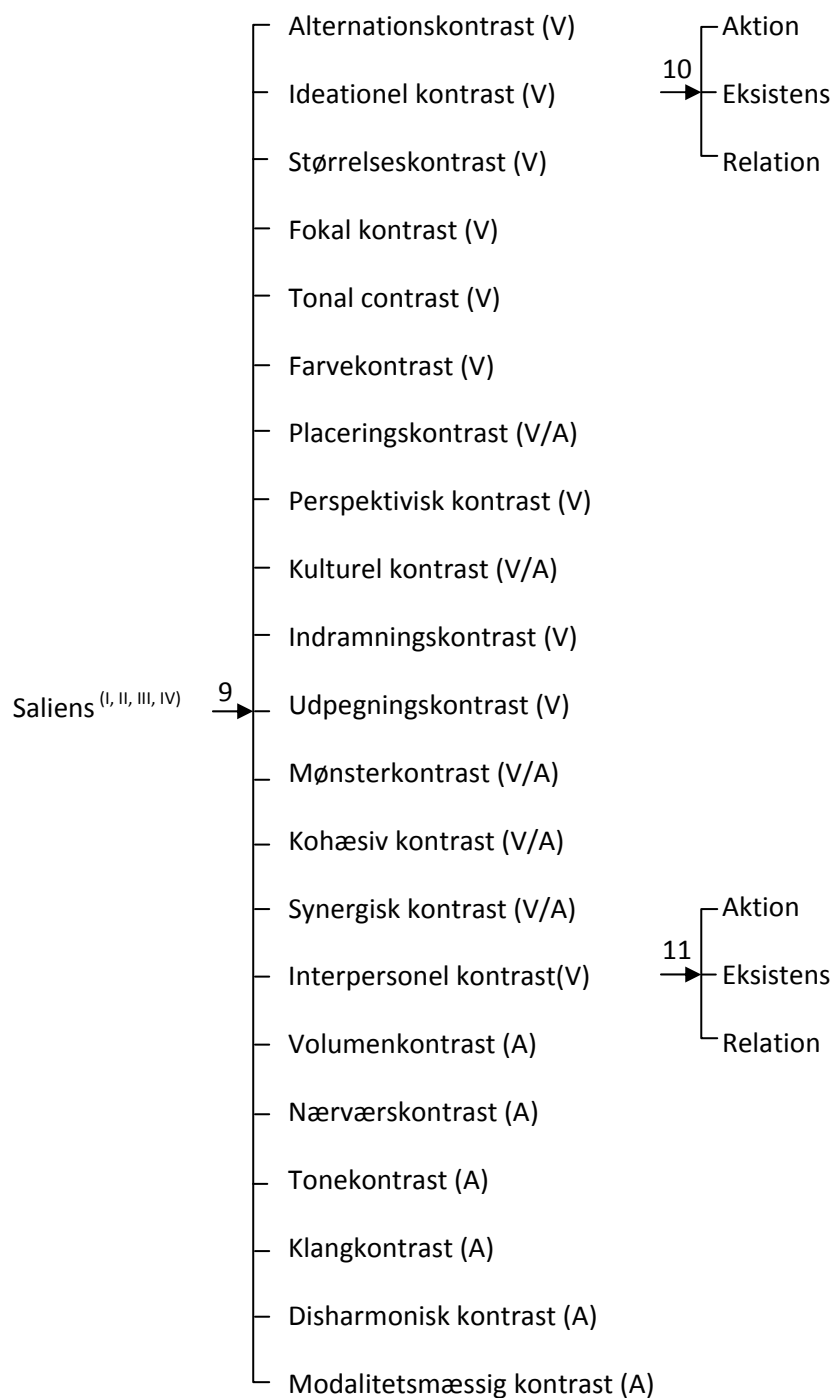 Alternationskontrast (V)
Aktion
10
Ideationel kontrast (V)
Eksistens
Størrelseskontrast (V)
Relation
Fokal kontrast (V)
Tonal contrast (V)
Farvekontrast (V)
Placeringskontrast (V/A)
Perspektivisk kontrast (V)
Kulturel kontrast (V/A)
Indramningskontrast (V)
Saliens (I, II, III, IV)
9
Udpegningskontrast (V)
Mønsterkontrast (V/A)
Kohæsiv kontrast (V/A)
Synergisk kontrast (V/A)
Aktion
11
Interpersonel kontrast(V)
Eksistens
Volumenkontrast (A)
Relation
Nærværskontrast (A)
Tonekontrast (A)
Klangkontrast (A)
Disharmonisk kontrast (A)
Modalitetsmæssig kontrast (A)